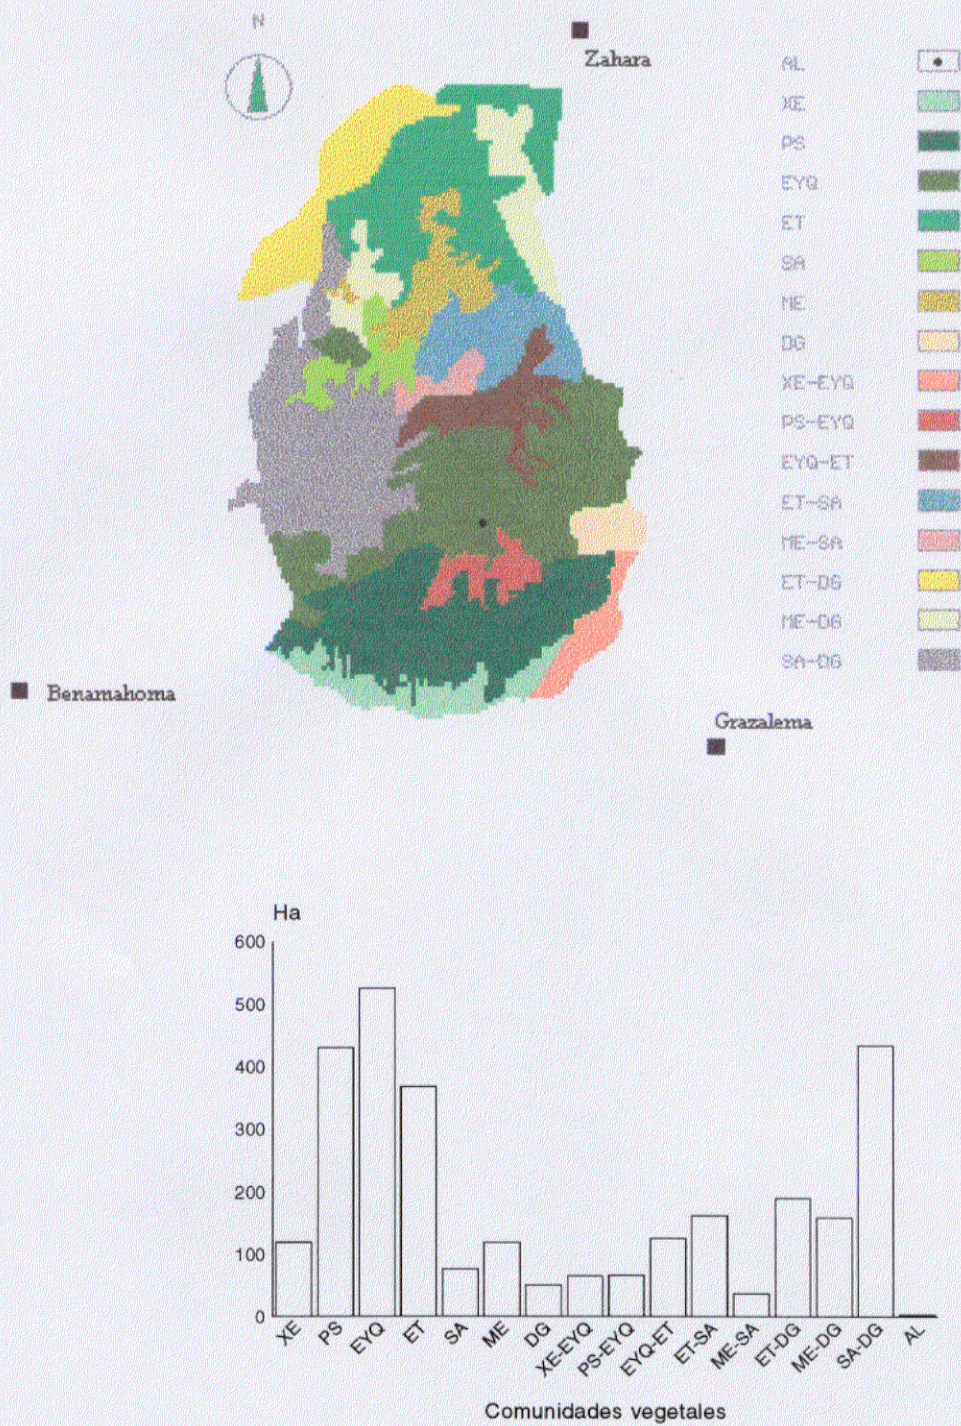 N
Zahara
AL
XE
PS
EYQ
ET
SA
ME
DG
XE-EYQ
PS-EYQ
EYQ-ET
ET-SA
ME-SA
ET-DG
ME-DG
SA-DG
Benamahoma
Grazalema
Ha
600
500
400
300
200
100
0
XE
PS
EYQ
ET
SA
ME
DG
XE-EYQ
PS-EYQ
EYQ-ET
ET-SA
ME-SA
ET-DG
ME-DG
SA-DG
AL
Comunidades vegetales